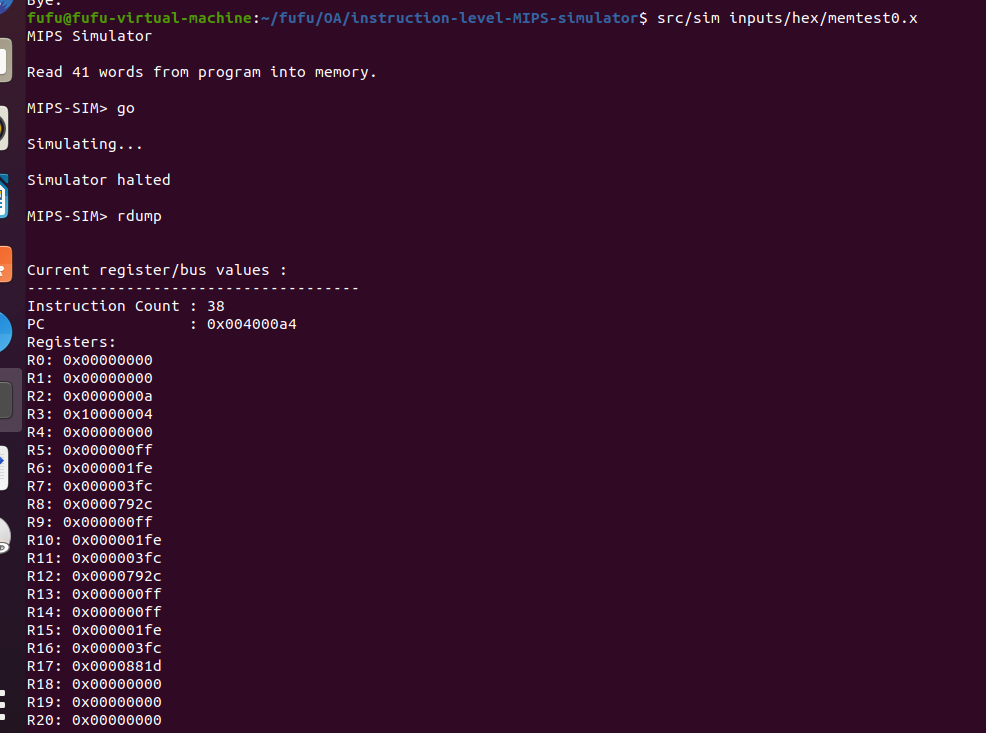 Bye.
fufu@fufu-virtual-machine:~/fufu/OA/instruction-level-MIPS-simulator$ src/sim inputs/hex/memtest0.x
MIPS Simulator
Read 41 words from program into memory.
MIPS-SIM> go
Simulating...
Simulator halted
MIPS-SIM> rdump
Current register/bus values :
-------------------------------------
Instruction Count : 38
PC                : 0x004000a4
Registers:
R0: 0x00000000
R1: 0x00000000
R2: 0x0000000a
R3: 0x10000004
R4: 0x00000000
R5: 0x000000ff
R6: 0x000001fe
R7: 0x000003fc
R8: 0x0000792c
R9: 0x000000ff
R10: 0x000001fe
R11: 0x000003fc
R12: 0x0000792c
R13: 0x000000ff
R14: 0x000000ff
R15: 0x000001fe
R16: 0x000003fc
R17: 0x0000881d
R18: 0x00000000
R19: 0x00000000
R20: 0x00000000